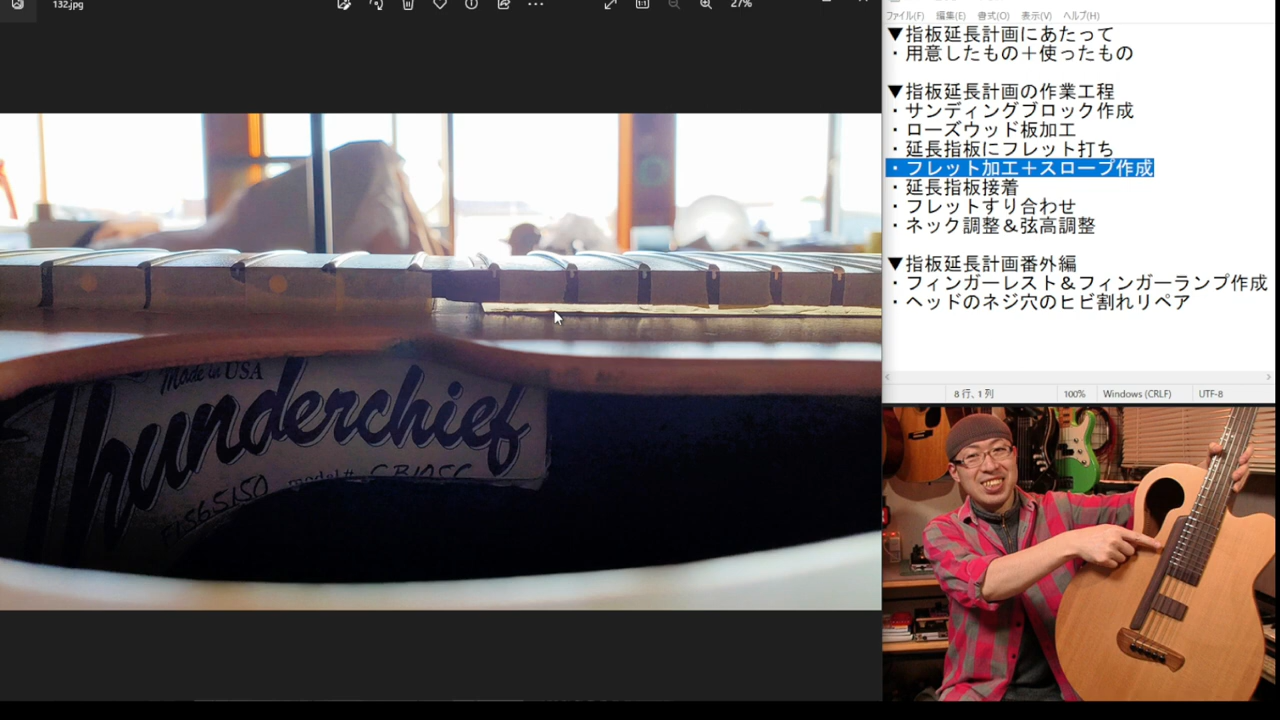 132.jpg
27%
Made in USA
Thunderchief
model#
ファイル(F) 編集(E) 書式(O) 表示(V) ヘルプ(H)
▼指板延長計画にあたって
・用意したもの＋使ったもの
▼指板延長計画の作業工程
・サンディングブロック作成
・ローズウッド板加工
・延長指板にフレット打ち
・フレット加工＋スロープ作成
・延長指板接着
・フレットすり合わせ
・ネック調整＆弦高調整
▼指板延長計画番外編
・フィンガーレスト＆フィンガーランプ作成
・ヘッドのネジ穴のヒビ割れリペア
8 行、1 列 100% Windows (CRLF) UTF-8